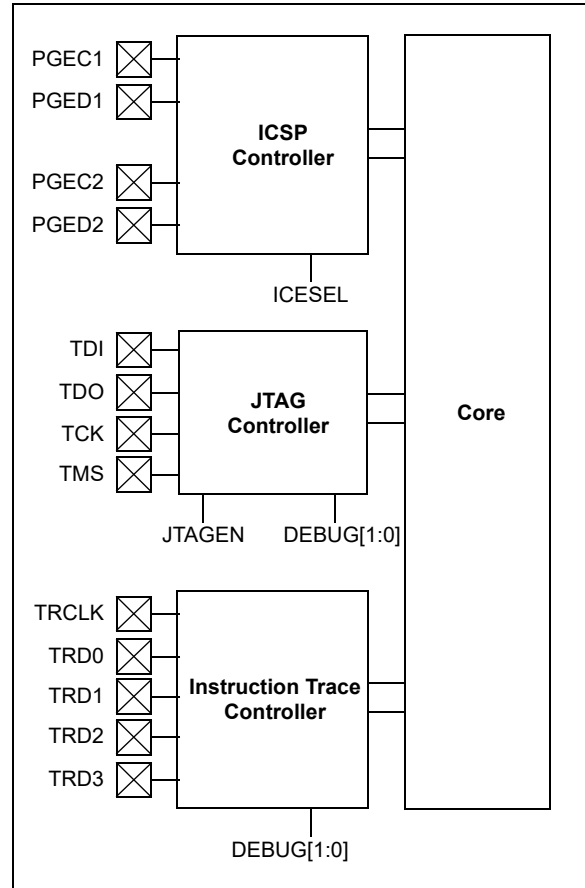 PGEC1
PGED1
ICSP
Controller
PGEC2
PGED2
ICESEL
TDI
TDO
JTAG
Controller
TCK
TMS
Core
JTAGEN DEBUG[1:0]
TRCLK
TRD0
TRD1
Instruction Trace
Controller
TRD2
TRD3
DEBUG[1:0]